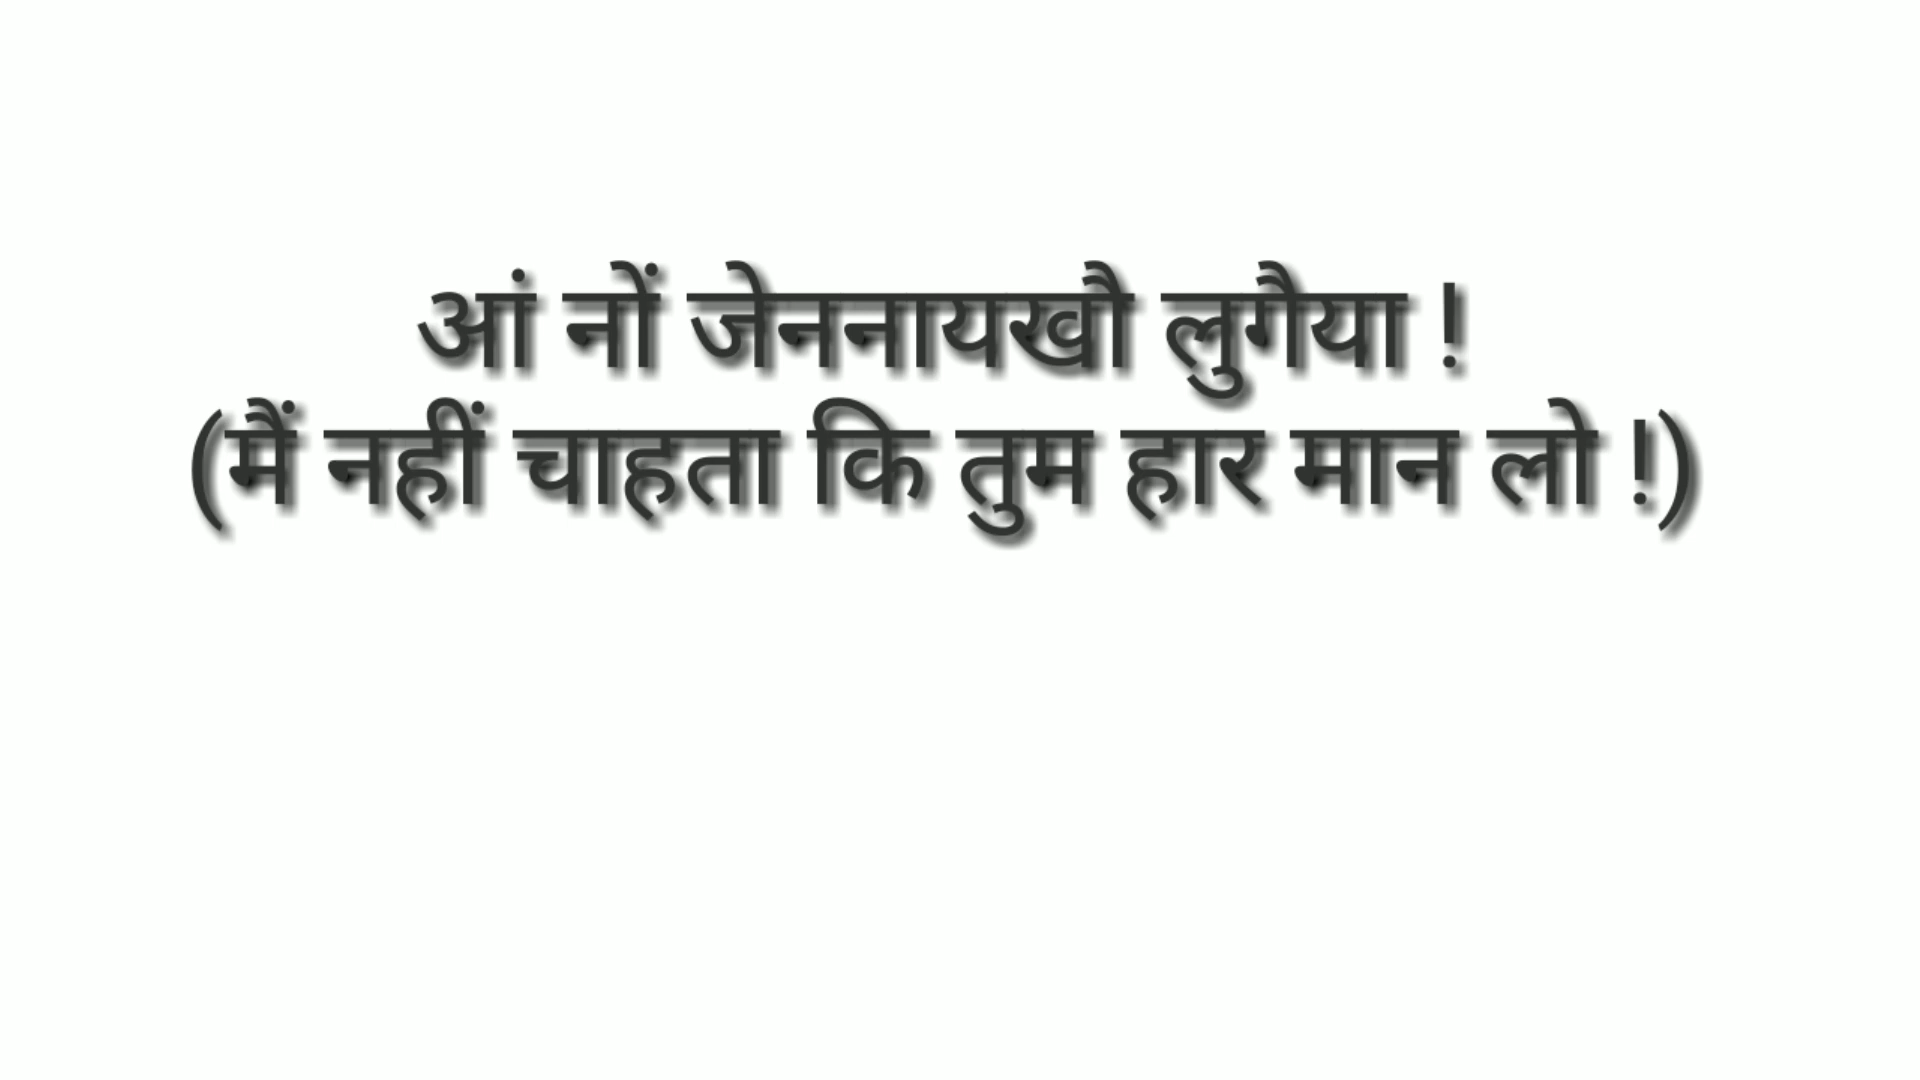 आं नों जेननायखौ लुगैया !
(मैं नहीं चाहता कि तुम हार मान लो !)